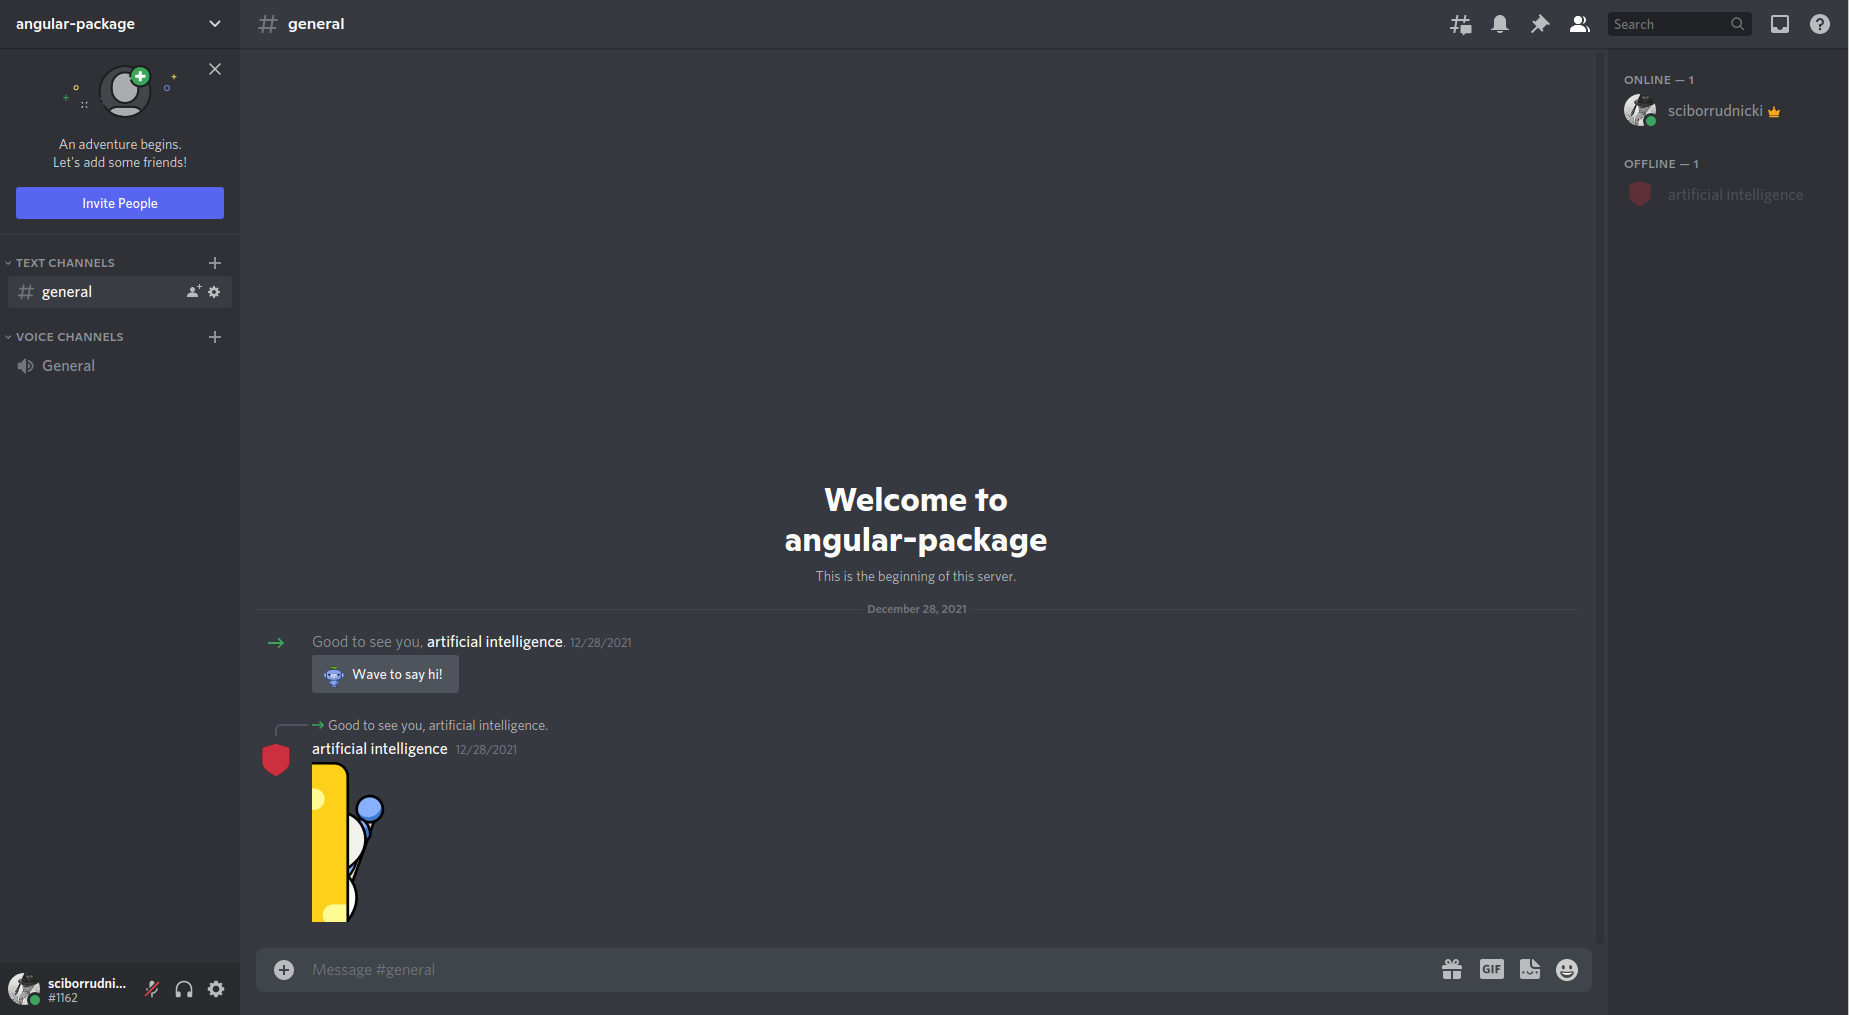 angular-package
An adventure begins.
Let's add some friends!
Invite People
TEXT CHANNELS
general
VOICE CHANNELS
General
sciborrudni...
#1162
general
Search
Welcome to
angular-package
This is the beginning of this server.
December 28, 2021
Good to see you, artificial intelligence. 12/28/2021
Wave to say hi!
Good to see you, artificial intelligence.
artificial intelligence 12/28/2021
Message #general
GIF
ONLINE — 1
sciborrudnicki
OFFLINE — 1
artificial intelligence